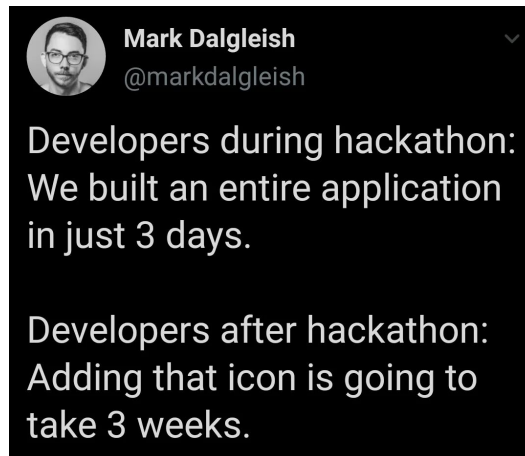 Mark Dalgleish
@markdalgleish
Developers during hackathon:
We built an entire application
in just 3 days.
Developers after hackathon:
Adding that icon is going to
take 3 weeks.